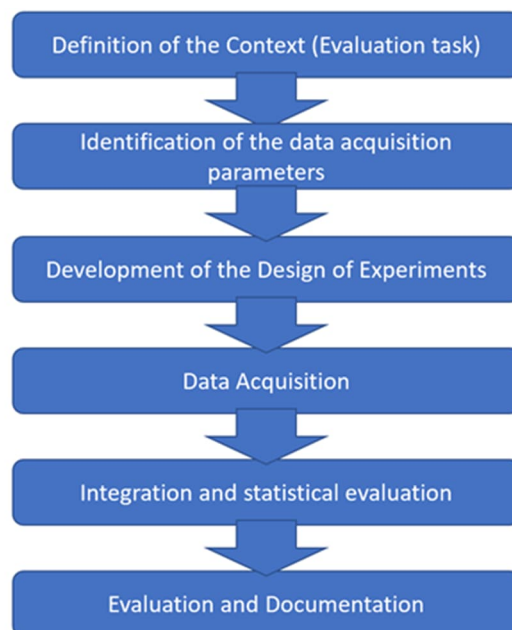 Definition of the Context (Evaluation task)
Identification of the data acquisition
parameters
Development of the Design of Experiments
Data Acquisition
Integration and statistical evaluation
Evaluation and Documentation